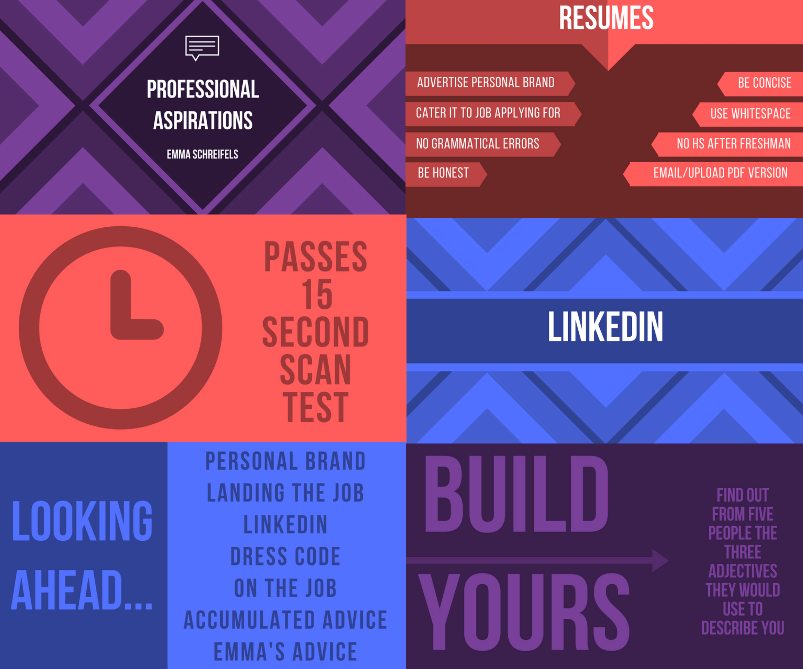 PROFESSIONAL
ASPIRATIONS
EMMA SCHREIFELS
RESUMES
ADVERTISE PERSONAL BRAND
CATER IT TO JOB APPLYING FOR
NO GRAMMATICAL ERRORS
BE HONEST
BE CONCISE
USE WHITESPACE
NO HS AFTER FRESHMAN
EMAIL/UPLOAD PDF VERSION
PASSES
15
SECOND
SCAN
TEST
LINKEDIN
LOOKING
AHEAD...
PERSONAL BRAND
LANDING THE JOB
LINKEDIN
DRESS CODE
ON THE JOB
ACCUMULATED ADVICE
EMMA'S ADVICE
BUILD
YOURS
FIND OUT
FROM FIVE
PEOPLE THE
THREE
ADJECTIVES
THEY WOULD
USE TO
DESCRIBE YOU